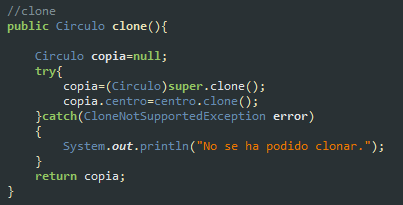 //clone
public Circulo clone(){
Circulo copia=null;
try{
copia=(Circulo)super.clone();
copia.centro=centro.clone();
}catch(CloneNotSupportedException error)
{
System.out.println("No se ha podido clonar.");
}
return copia;
}